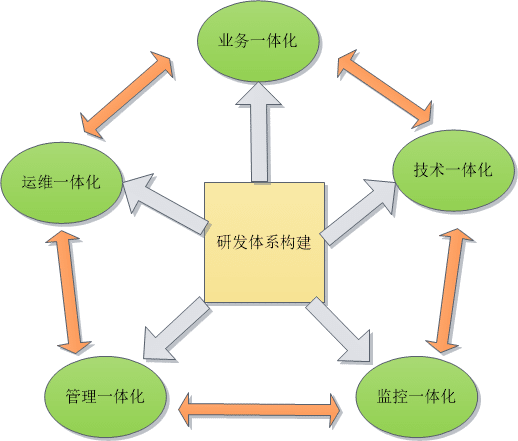 业务一体化
运维一体化
技术一体化
研发体系构建
管理一体化
监控一体化